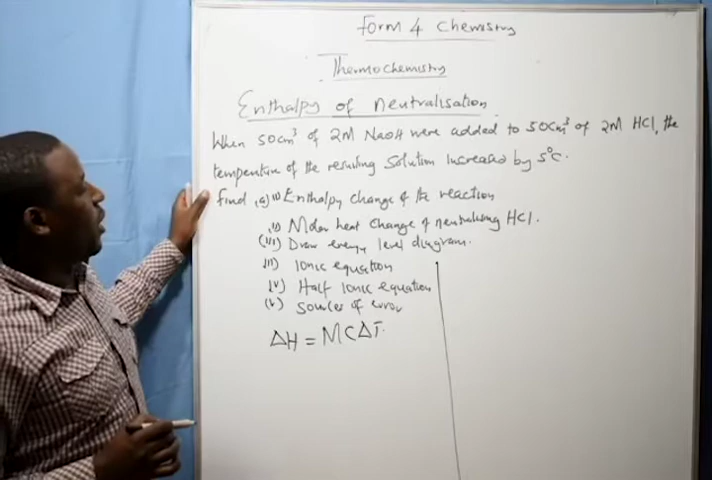 Form 4 Chemistry
Thermochemistry
Enthalpy of Neutralisation
When 50cm³ of 2M NaOH were added to 50cm³ of 2M HCl, the
temperature of the resulting Solution increased by 5°C.
find (a) (i) Enthalpy change of the reaction
(ii) Molar heat change of neutralising HCl.
(iii) Draw energy level diagram.
(iii) Ionic equation
(iv) Half Ionic equation
(v) Sources of error
ΔH = MCΔT.